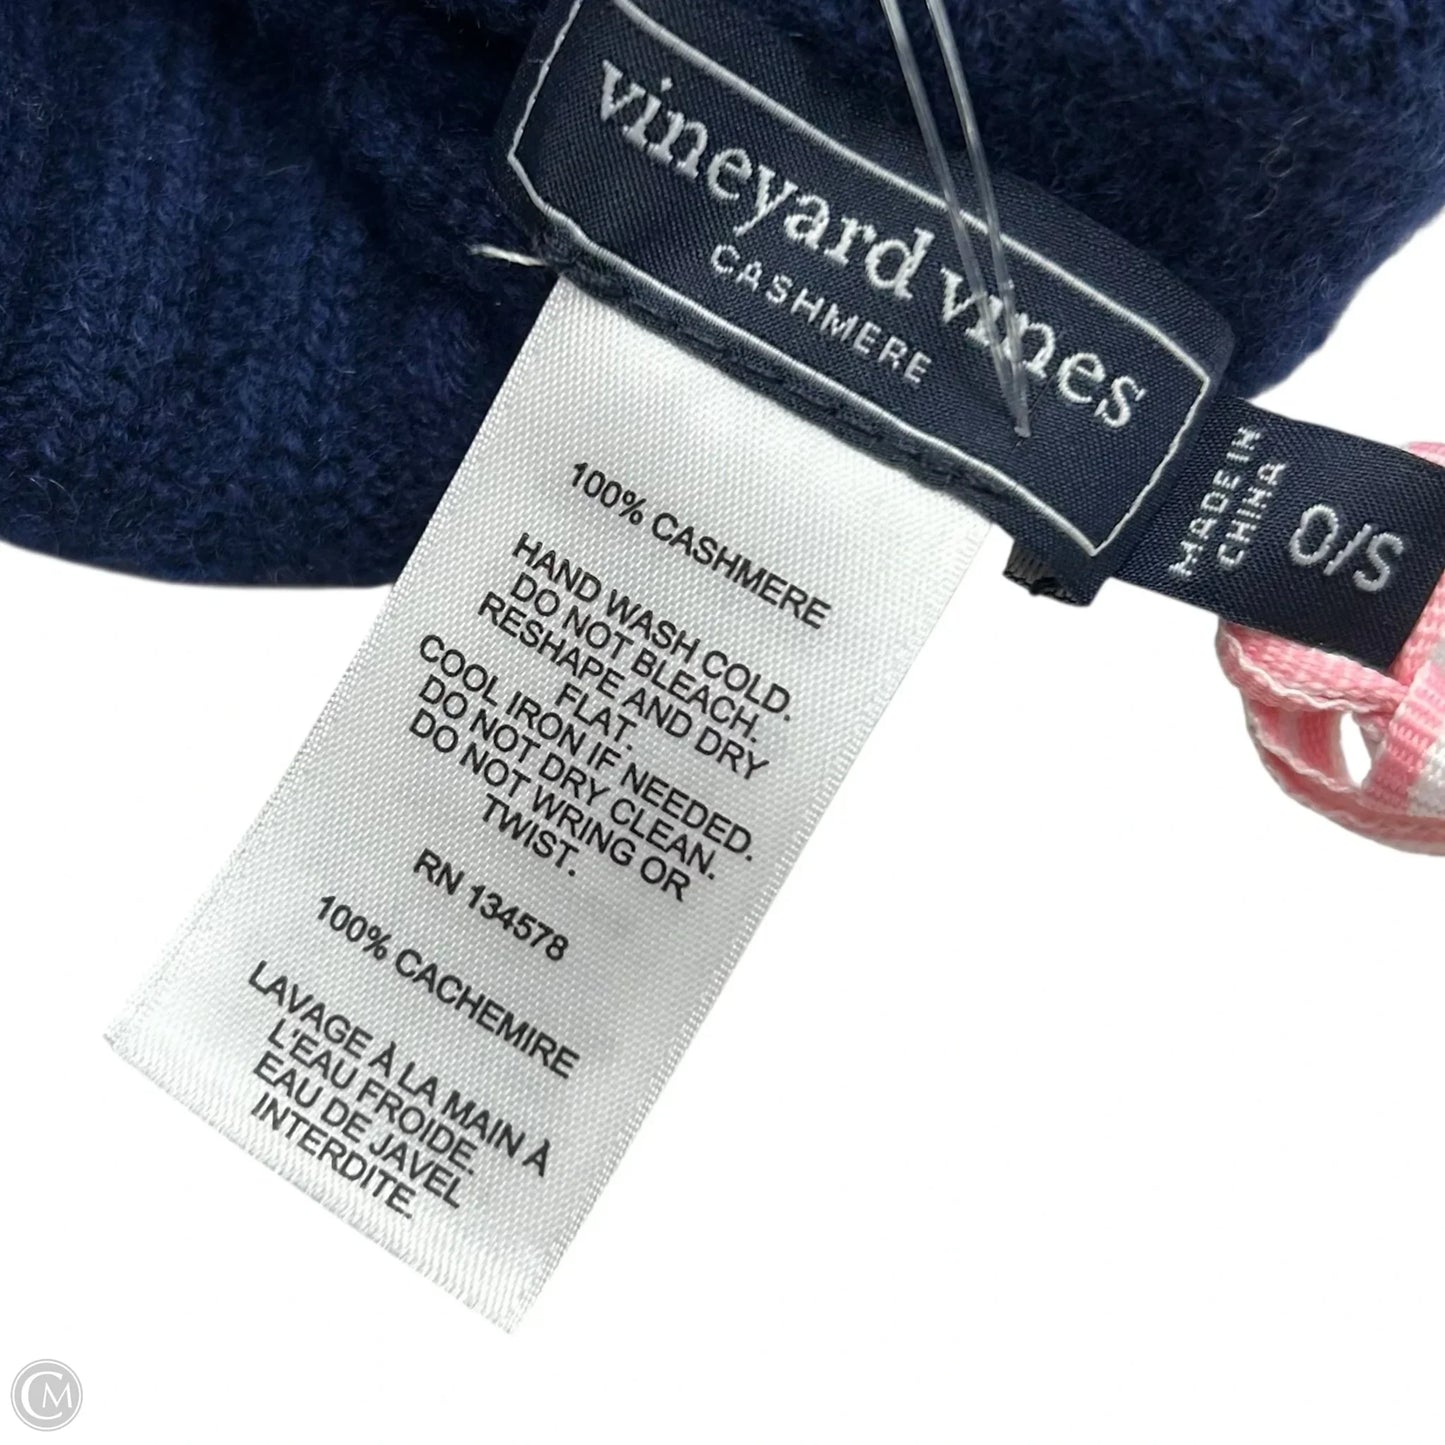 vineyard vines
CASHMERE
MADE IN
CHINA
O/S
100% CASHMERE
HAND WASH COLD.
DO NOT BLEACH.
RESHAPE AND DRY
FLAT.
COOL IRON IF NEEDED.
DO NOT DRY CLEAN.
DO NOT WRING OR
TWIST.
RN 134578
100% CACHEMIRE
LAVAGE À LA MAIN À
L'EAU FROIDE.
EAU DE JAVEL
INTERDITE.
CM